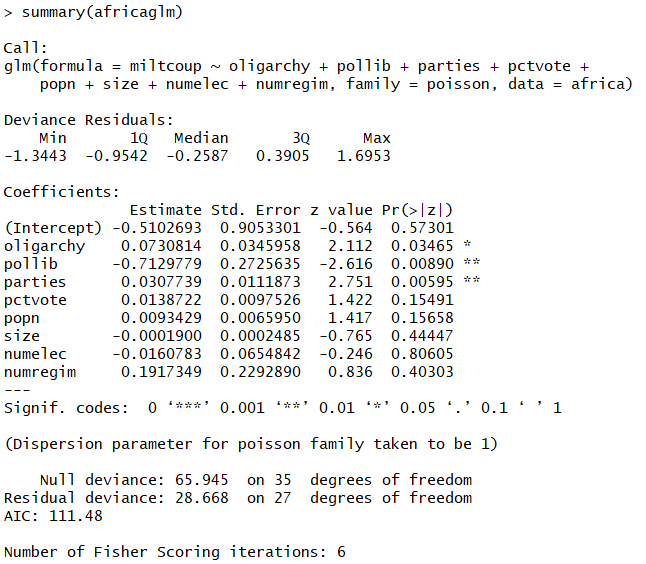 > summary(africaglm)
Call:
glm(formula = miltcoup ~ oligarchy + pollib + parties + pctvote +
    popn + size + numelec + numregim, family = poisson, data = africa)
Deviance Residuals:
    Min       1Q   Median       3Q      Max
-1.3443  -0.9542  -0.2587   0.3905   1.6953
Coefficients:
              Estimate Std. Error z value Pr(>|z|)
(Intercept) -0.5102693  0.9053301  -0.564  0.57301
oligarchy    0.0730814  0.0345958   2.112  0.03465 *
pollib      -0.7129779  0.2725635  -2.616  0.00890 **
parties      0.0307739  0.0111873   2.751  0.00595 **
pctvote      0.0138722  0.0097526   1.422  0.15491
popn         0.0093429  0.0065950   1.417  0.15658
size        -0.0001900  0.0002485  -0.765  0.44447
numelec     -0.0160783  0.0654842  -0.246  0.80605
numregim     0.1917349  0.2292890   0.836  0.40303
---
Signif. codes:  0 ‘***’ 0.001 ‘**’ 0.01 ‘*’ 0.05 ‘.’ 0.1 ‘ ’ 1
(Dispersion parameter for poisson family taken to be 1)
    Null deviance: 65.945  on 35  degrees of freedom
Residual deviance: 28.668  on 27  degrees of freedom
AIC: 111.48
Number of Fisher Scoring iterations: 6